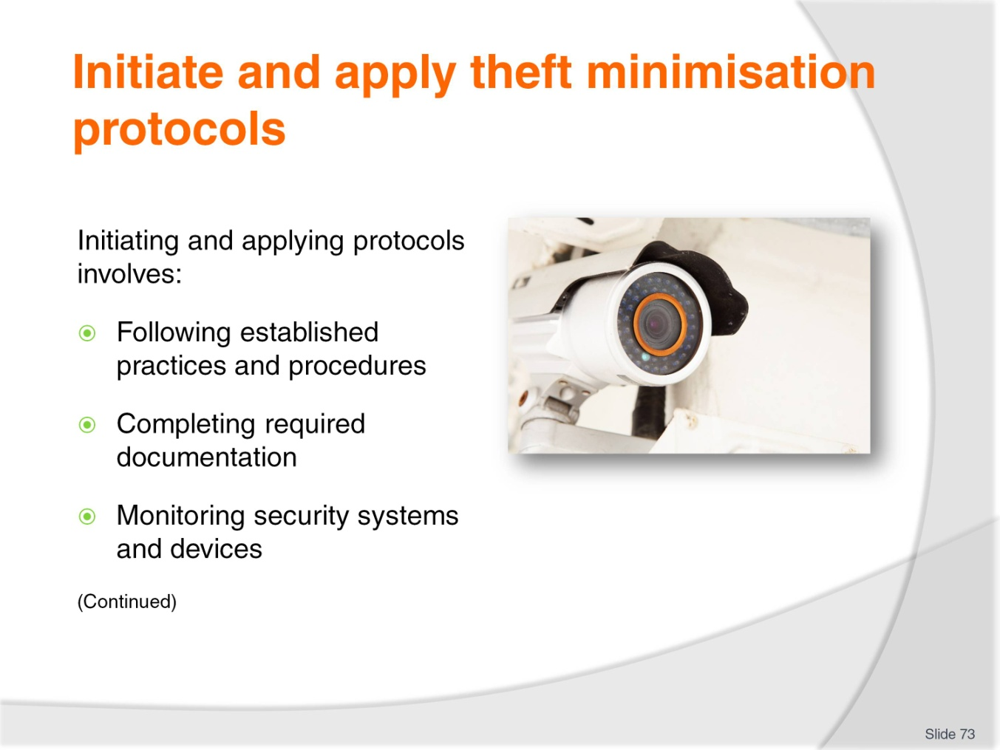 Initiate and apply theft minimisation
protocols
Initiating and applying protocols
involves:
Following established
practices and procedures
Completing required
documentation
Monitoring security systems
and devices
(Continued)
Slide 73